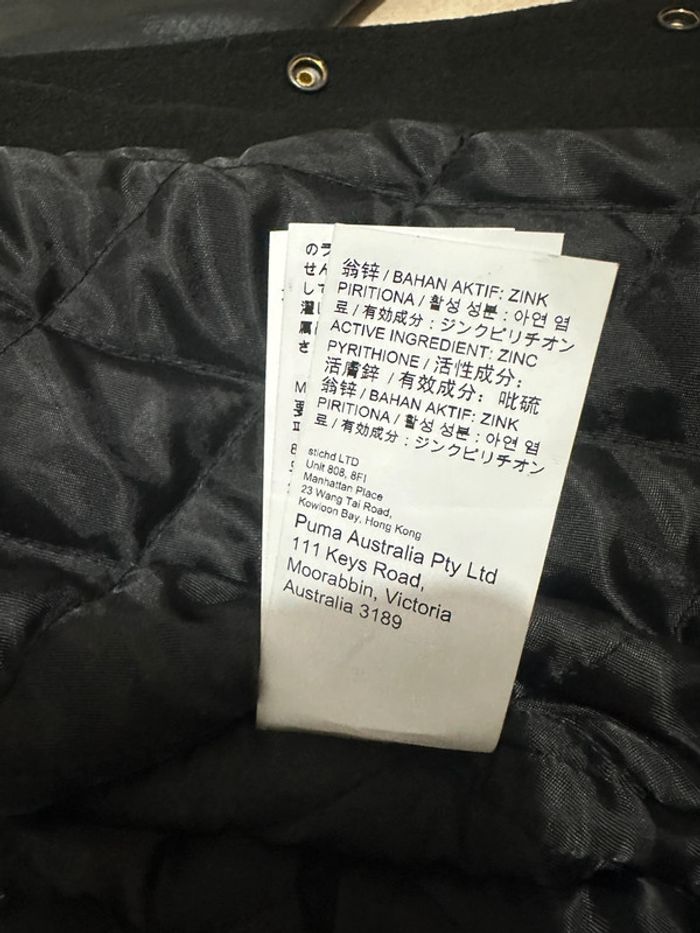 翁锌 / BAHAN AKTIF: ZINK
PIRITIONA / 활성 성분 : 아연 염
료 / 有効成分 : ジンクピリチオン
ACTIVE INGREDIENT: ZINC
PYRITHIONE / 活性成分:
活膚鋅 / 有效成分: 吡硫
翁锌 / BAHAN AKTIF: ZINK
PIRITIONA / 활성 성분 : 아연 염
료 / 有効成分 : ジンクピリチオン
stichd LTD
Unit 808, 8Fl
Manhattan Place
23 Wang Tai Road,
Kowloon Bay, Hong Kong
Puma Australia Pty Ltd
111 Keys Road,
Moorabbin, Victoria
Australia 3189